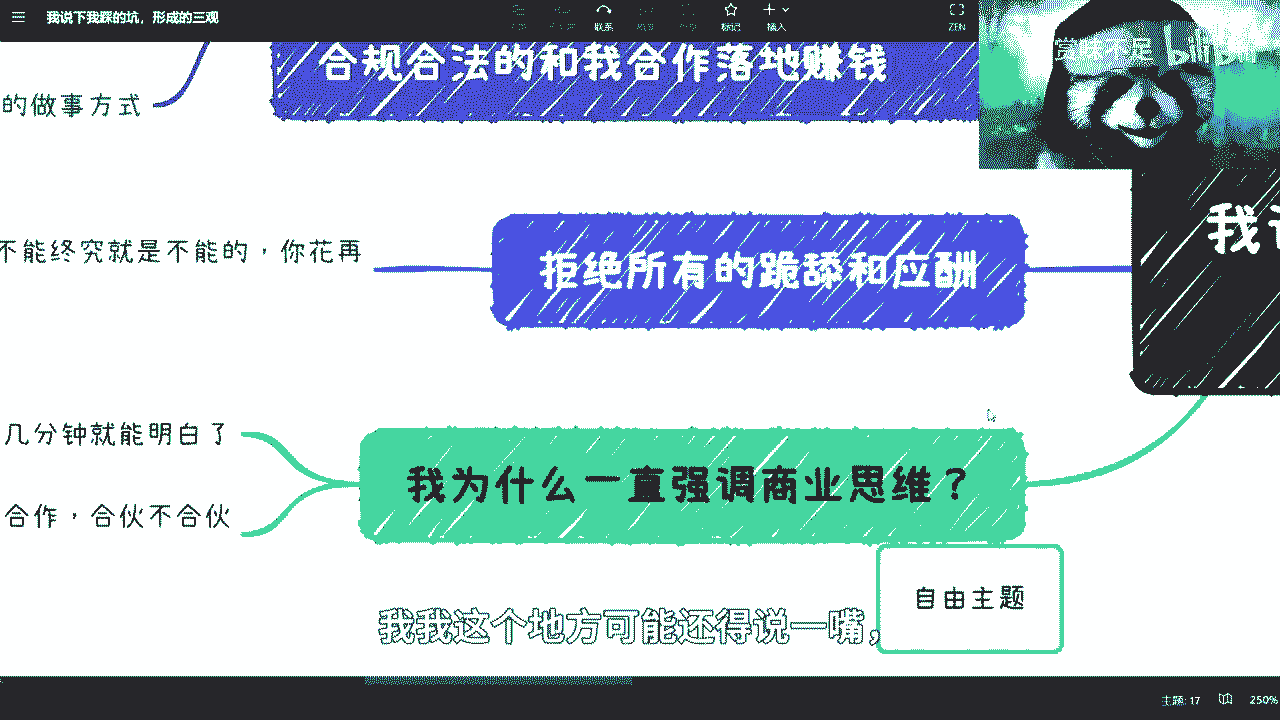 我说下我踩的坑，形成的三观
联系
标记
插入
ZEN
赏味不足 bilibili
合规合法的和我合作落地赚钱
的做事方式
我
不能终究就是不能的，你花再
拒绝所有的跪舔和应酬
几分钟就能明白了
我为什么一直强调商业思维？
合作，合伙不合伙
自由主题
我我这个地方可能还得说一嘴，
主题: 17
250%